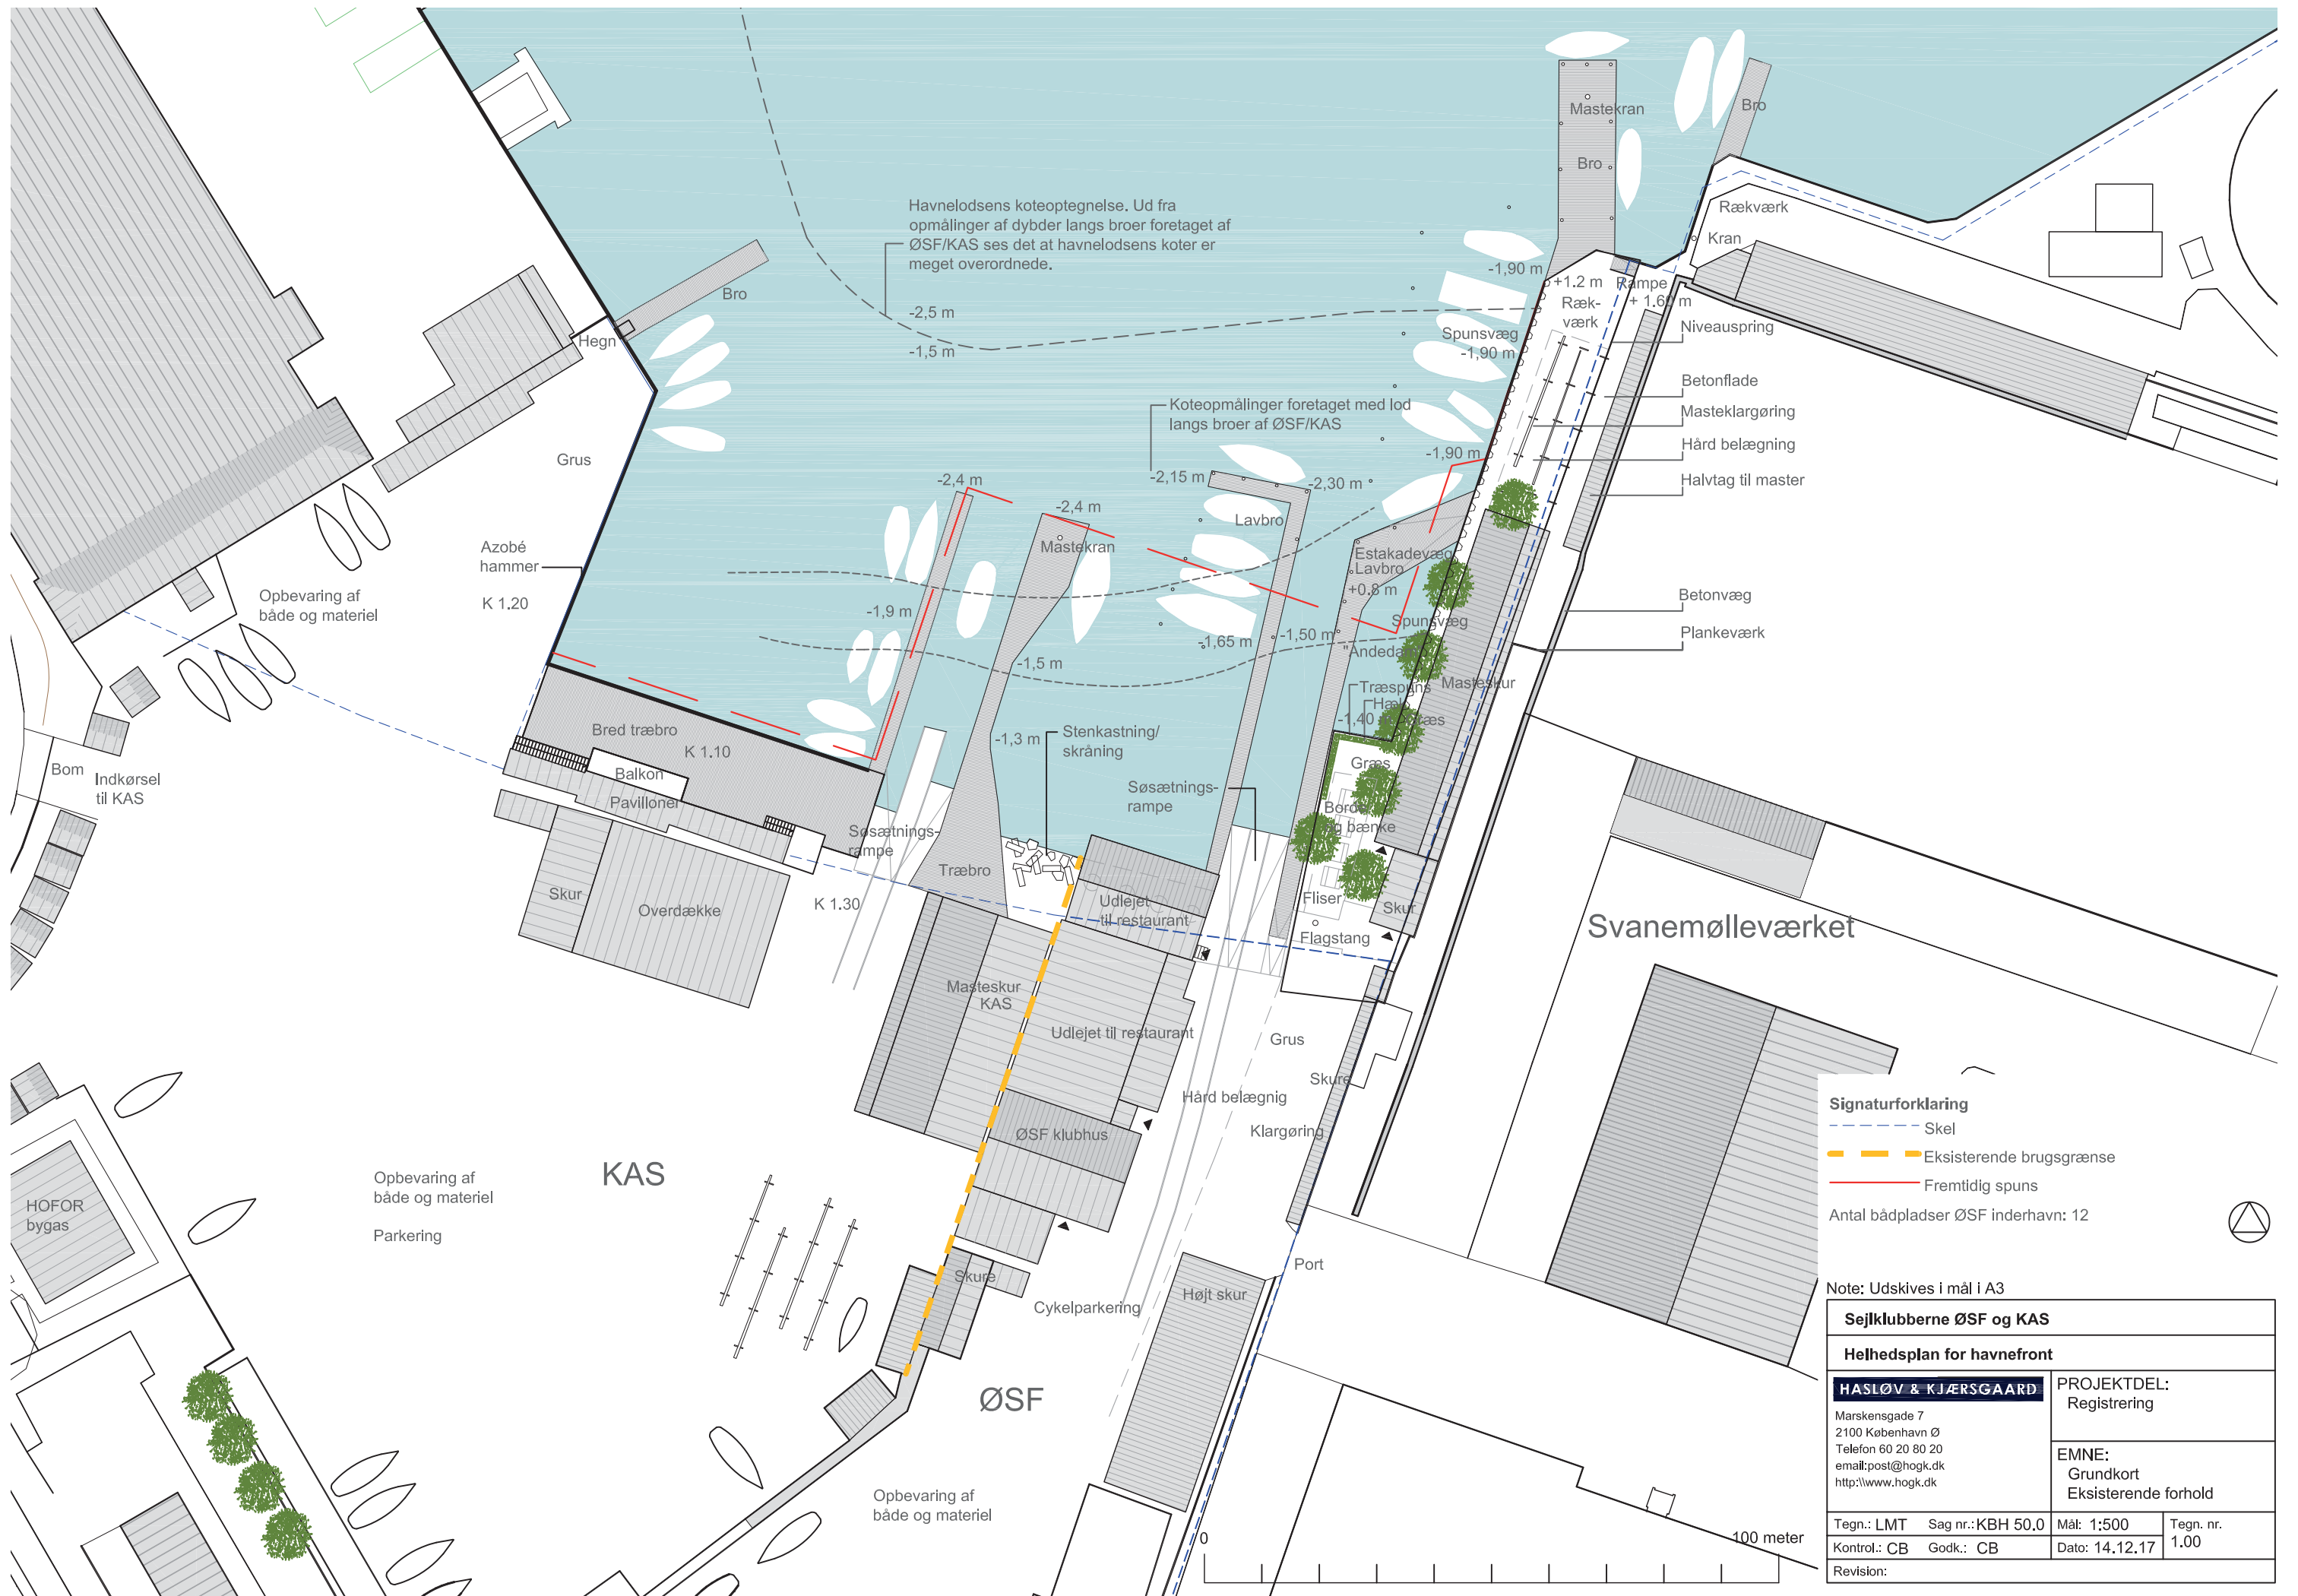 Mastekran
Bro
Bro
Rækværk
Kran
Havnelodsens koteoptegnelse. Ud fra
opmålinger af dybder langs broer foretaget af
ØSF/KAS ses det at havnelodsens koter er
meget overordnede.
-2,5 m
-1,5 m
Bro
Hegn
-1,90 m
+1.2 m
Rampe
+ 1.60 m
Ræk-
værk
Spunsvæg
-1,90 m
Niveauspring
Betonflade
Masteklargøring
Hård belægning
Halvtag til master
Koteopmålinger foretaget med lod
langs broer af ØSF/KAS
-1,90 m
Grus
-2,4 m
-2,4 m
-2,15 m
-2,30 m
Mastekran
Lavbro
Estakadevæg
Lavbro
+0.8 m
Azobé
hammer
K 1.20
Opbevaring af
både og materiel
-1,9 m
-1,5 m
-1,65 m
-1,50 m
Spunsvæg
Betonvæg
Plankeværk
Træspuns
-1,40
Masteskur
Bred træbro
K 1.10
-1,3 m
Stenkastning/
skråning
Græs
Bom
Indkørsel
til KAS
Balkon
Pavilloner
Søsætnings-
rampe
Søsætnings-
rampe
bænke
Træbro
Skur
Overdække
K 1.30
Udlejet
til restaurant
Fliser
Skur
Flagstang
Svanemølleværket
Masteskur
KAS
Udlejet til restaurant
Grus
Skure
Hård belægnig
Klargøring
ØSF klubhus
KAS
Opbevaring af
både og materiel
Parkering
HOFOR
bygas
Skure
Cykelparkering
Højt skur
Port
ØSF
Opbevaring af
både og materiel
0
100 meter
Signaturforklaring
Skel
Eksisterende brugsgrænse
Fremtidig spuns
Antal bådpladser ØSF inderhavn: 12
Note: Udskives i mål i A3
Sejlklubberne ØSF og KAS
Helhedsplan for havnefront
HASLØV & KJÆRSGAARD
Marskensgade 7
2100 København Ø
Telefon 60 20 80 20
email:post@hogk.dk
http:\\www.hogk.dk
PROJEKTDEL:
Registrering
EMNE:
Grundkort
Eksisterende forhold
Tegn.: LMT Sag nr.: KBH 50.0 Mål: 1:500 Tegn. nr.
Kontrol.: CB Godk.: CB Dato: 14.12.17 1.00
Revision: